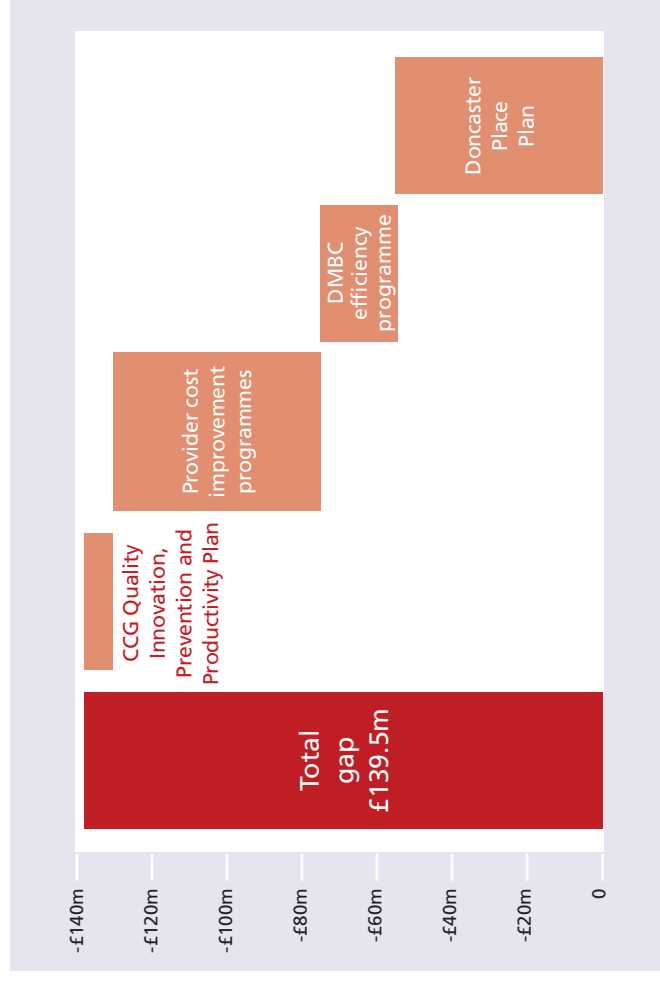 -£140m
-£120m
-£100m
-£80m
-£60m
-£40m
-£20m
0
Total
gap
£139.5m
CCG Quality
Innovation,
Prevention and
Productivity Plan
Provider cost
improvement
programmes
DMBC
efficiency
programme
Doncaster
Place
Plan